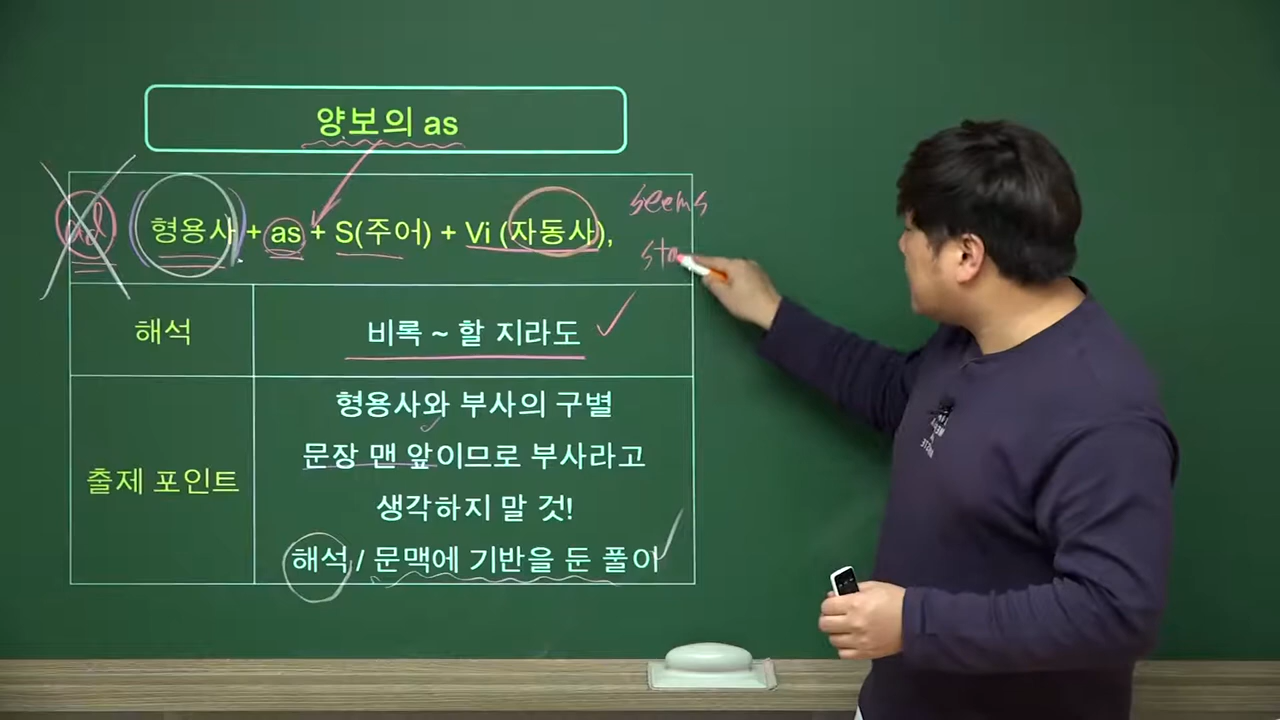 양보의 as
ad 형용사 + as + S(주어) + Vi (자동사),
seems
sta
해석
비록 ~ 할 지라도
출제 포인트
형용사와 부사의 구별
문장 맨 앞이므로 부사라고
생각하지 말 것!
해석 / 문맥에 기반을 둔 풀이